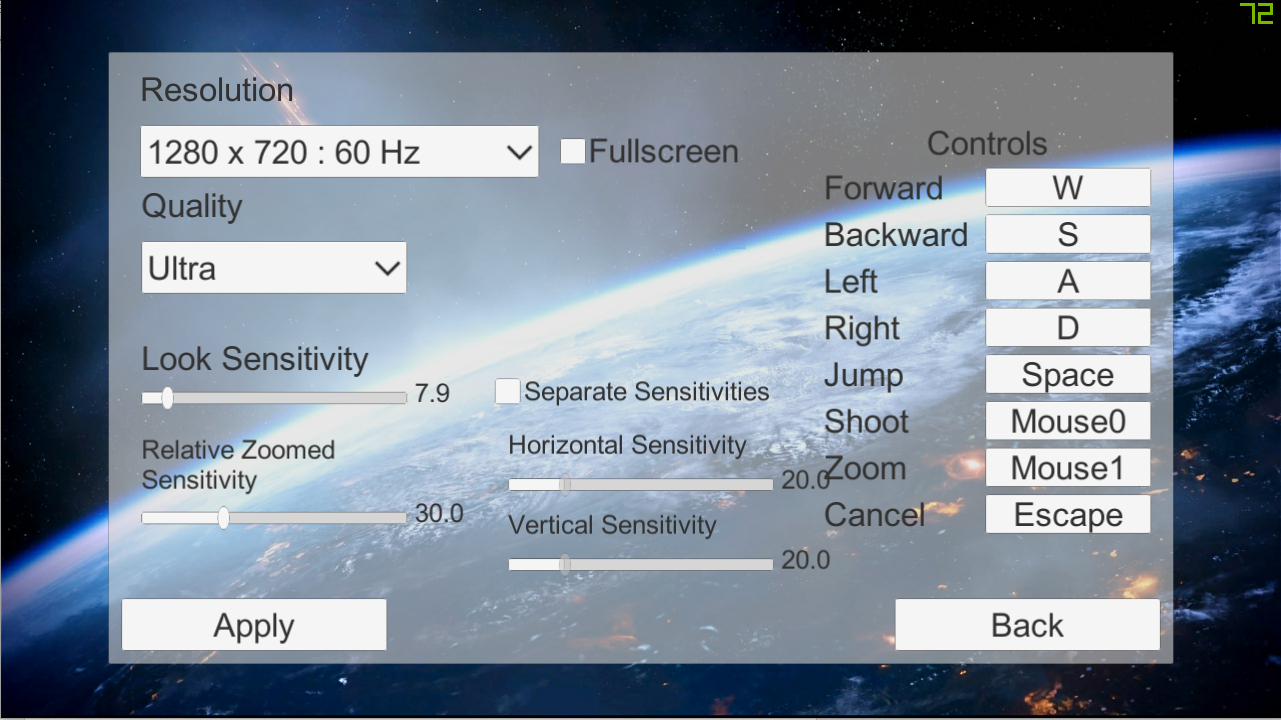 72
Resolution
1280 x 720 : 60 Hz
Fullscreen
Quality
Ultra
Look Sensitivity
7.9
Relative Zoomed
Sensitivity
30.0
Separate Sensitivities
Horizontal Sensitivity
20.0
Vertical Sensitivity
20.0
Controls
Forward W
Backward S
Left A
Right D
Jump Space
Shoot Mouse0
Zoom Mouse1
Cancel Escape
Apply
Back